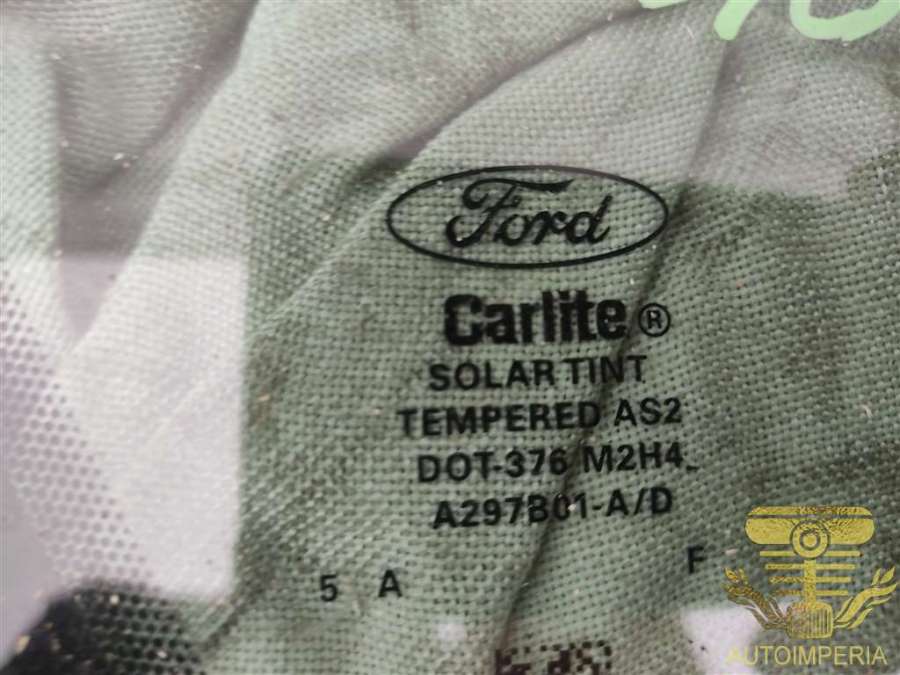 Ford
Carlite®
SOLAR TINT
TEMPERED AS2
DOT-376 M2H4
A297B01-A/D
5 A F
AUTOIMPERIA